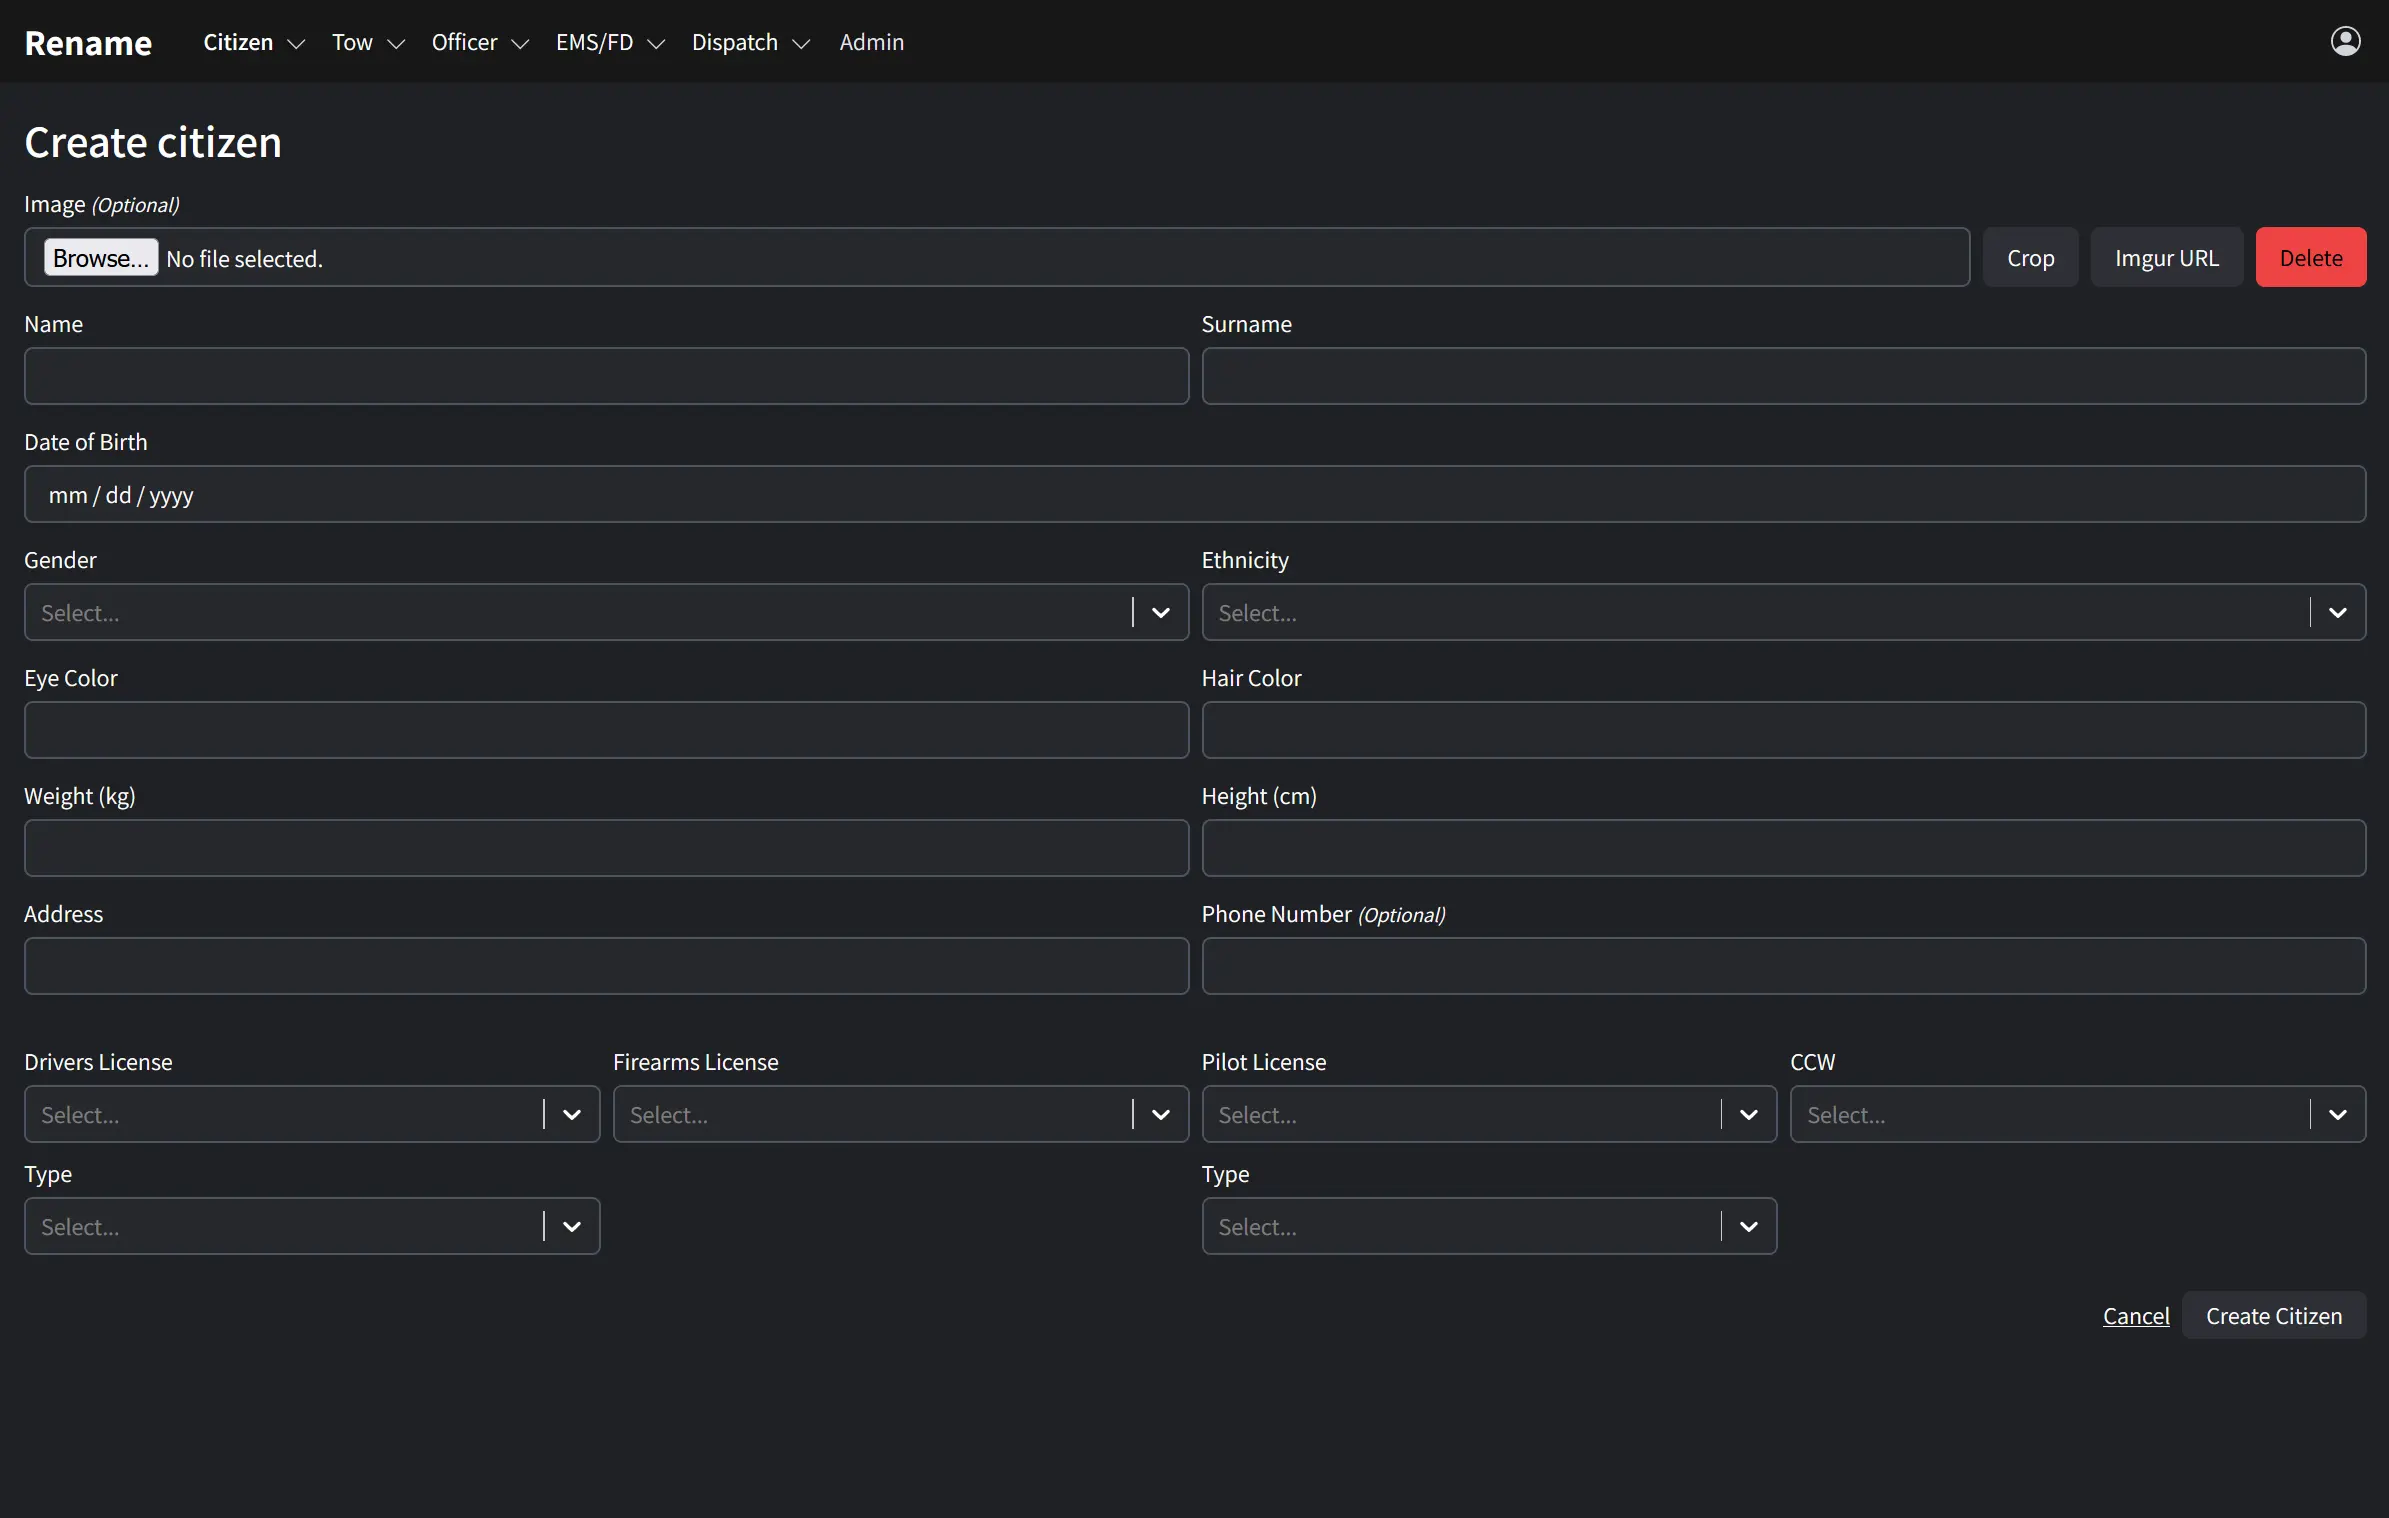 Rename Citizen Tow Officer EMS/FD Dispatch Admin
Create citizen
Image (Optional)
Browse... No file selected. Crop Imgur URL Delete
Name Surname
Date of Birth
mm / dd / yyyy
Gender Ethnicity
Select... Select...
Eye Color Hair Color
Weight (kg) Height (cm)
Address Phone Number (Optional)
Drivers License Firearms License Pilot License CCW
Select... Select... Select... Select...
Type Type
Select... Select...
Cancel Create Citizen